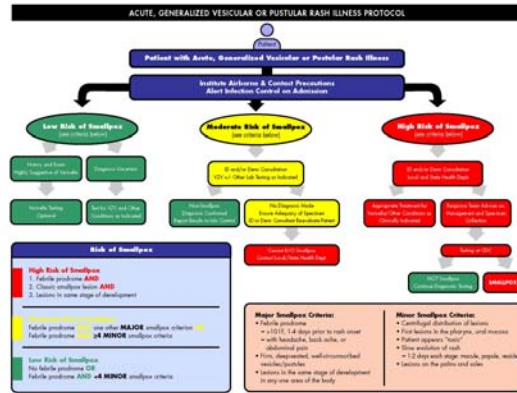 ACUTE, GENERALIZED VESICULAR OR PUSTULAR RASH ILLNESS PROTOCOL
Patient
Patient with Acute, Generalized Vesicular or Pustular Rash Illness
Institute Airborne & Contact Precautions
Alert Infection Control on Admission
Low Risk of Smallpox
(see criteria below)
Moderate Risk of Smallpox
(see criteria below)
High Risk of Smallpox
(see criteria below)
History and Exam
Highly Suggestive of Varicella
Diagnosis Uncertain
ID and/or Derm Consultation
VZV +/- Other Lab Testing as Indicated
ID and/or Derm Consultation
Local and State Health Depts
Varicella Testing
Optional
Test for VZV and Other
Conditions as Indicated
Non-Smallpox
Diagnosis Confirmed
Report Results to Infx Control
No Diagnosis Made
Ensure Adequacy of Specimen
ID or Derm Consultant Re-evaluates Patient
Appropriate Treatment for
Varicella/Other Conditions as
Clinically Indicated
Response Team Advises on
Management and Specimen
Collection
Cannot R/O Smallpox
Contact Local/State Health Dept
Testing at CDC
NOT Smallpox
Continue Diagnostic Testing
SMALLPOX
Risk of Smallpox
High Risk of Smallpox
1. Febrile prodrome AND
2. Classic smallpox lesion AND
3. Lesions in same stage of development
Febrile prodrome one other MAJOR smallpox criterion
Febrile prodrome ≥4 MINOR smallpox criteria
Low Risk of Smallpox
No febrile prodrome OR
Febrile prodrome AND <4 MINOR smallpox criteria
Major Smallpox Criteria:
• Febrile prodrome
• >101F, 1-4 days prior to rash onset
• with headache, back ache, or
abdominal pain
• Firm, deep-seated, well-circumscribed
vesicles/pustules
• Lesions in the same stage of development
in any one area of the body
Minor Smallpox Criteria:
• Centrifugal distribution of lesions
• First lesions in the pharynx, oral mucosa
• Patient appears "toxic"
• Slow evolution of rash
• 1-2 days each stage: macule, papule, vesicle
• Lesions on the palms and soles